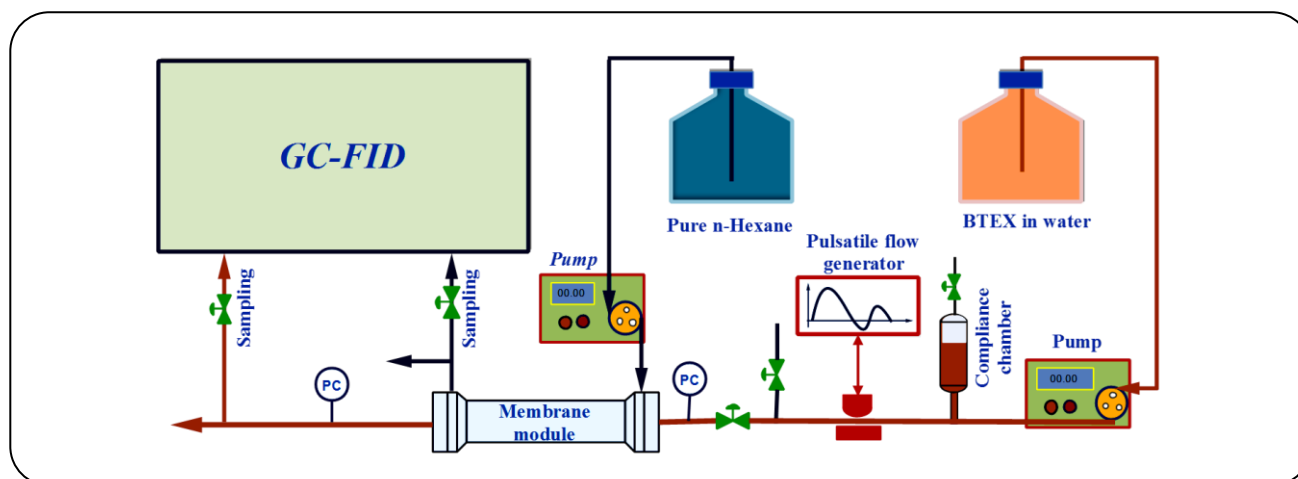 GC-FID
Pure n-Hexane
BTEX in water
Sampling
Sampling
Pump
00.00
Pulsatile flow
generator
Compliance
chamber
Pump
00.00
PC
PC
Membrane
module